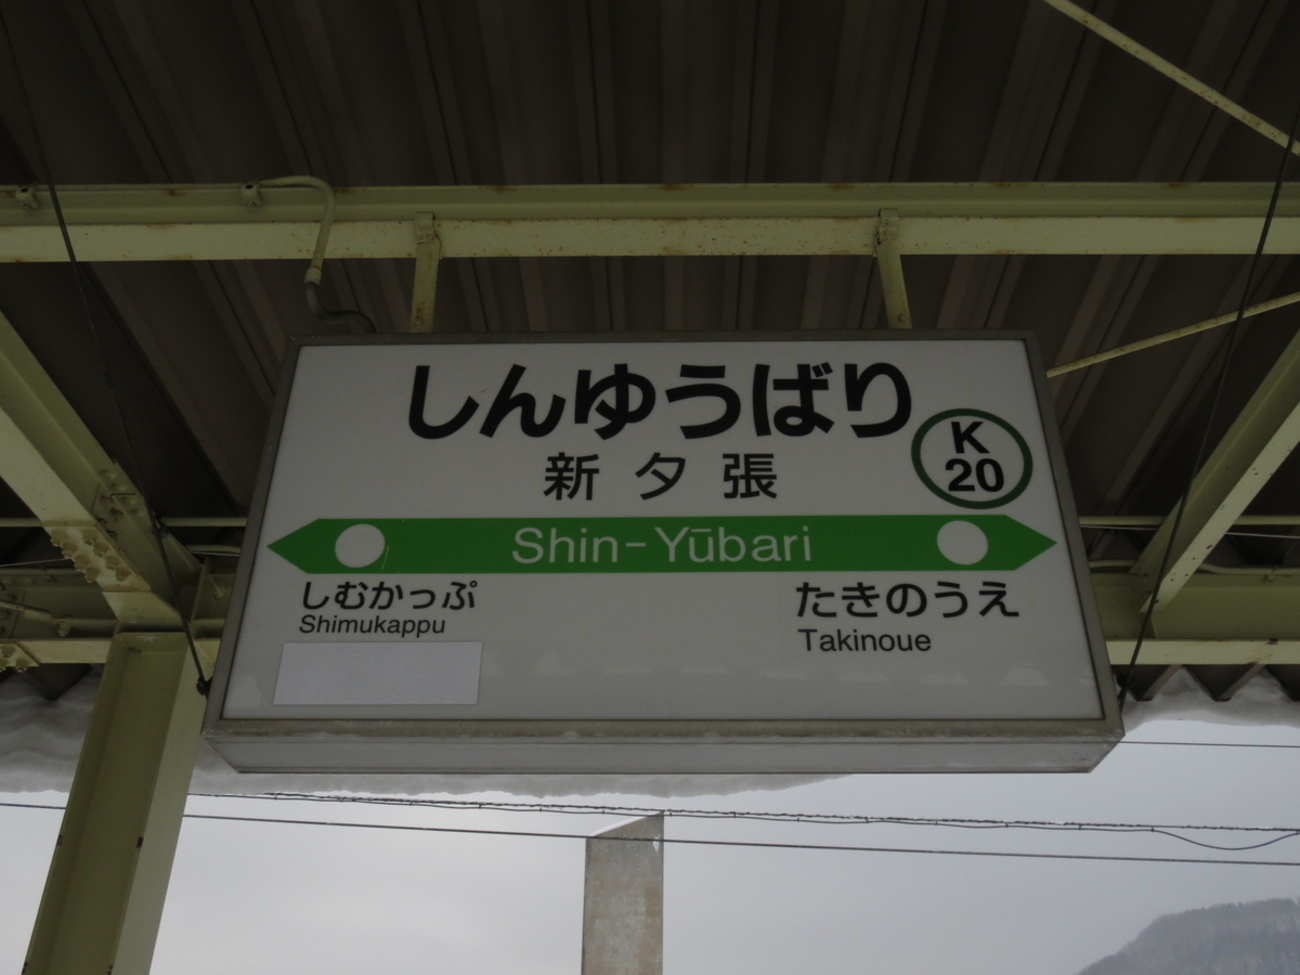 しんゆうばり
新夕張
K
20
Shin-Yūbari
しむかっぷ
Shimukappu
たきのうえ
Takinoue